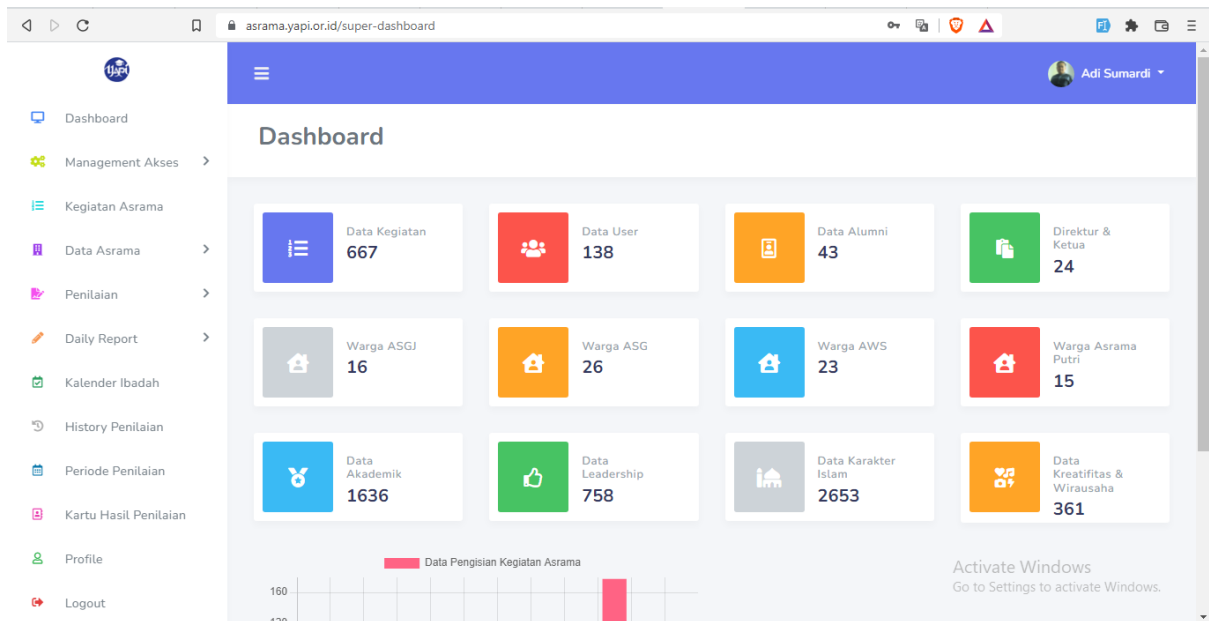 asrama.yapi.or.id/super-dashboard
Adi Sumardi
Dashboard
Management Akses
Kegiatan Asrama
Data Asrama
Penilaian
Daily Report
Kalender Ibadah
History Penilaian
Periode Penilaian
Kartu Hasil Penilaian
Profile
Logout
Dashboard
Data Kegiatan
667
Data User
138
Data Alumni
43
Direktur &
Ketua
24
Warga ASGJ
16
Warga ASG
26
Warga AWS
23
Warga Asrama
Putri
15
Data
Akademik
1636
Data
Leadership
758
Data Karakter
Islam
2653
Data
Kreatifitas &
Wirausaha
361
Data Pengisian Kegiatan Asrama
160
Activate Windows
Go to Settings to activate Windows.